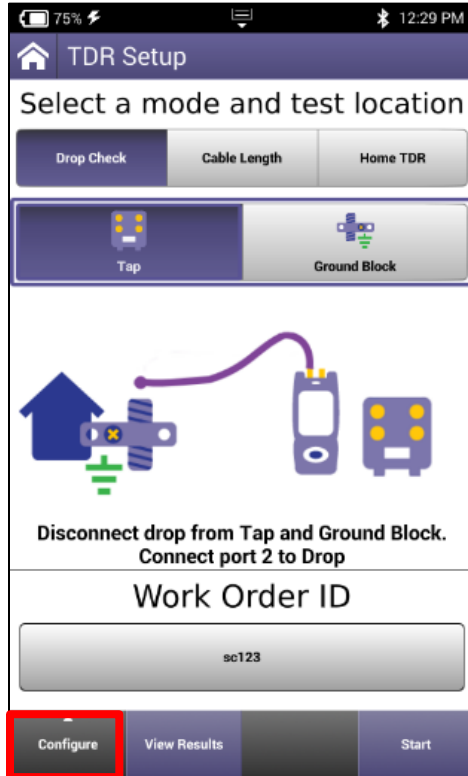 75% 12:29 PM
TDR Setup
Select a mode and test location
Drop Check Cable Length Home TDR
Tap Ground Block
Disconnect drop from Tap and Ground Block.
Connect port 2 to Drop
Work Order ID
sc123
Configure View Results Start